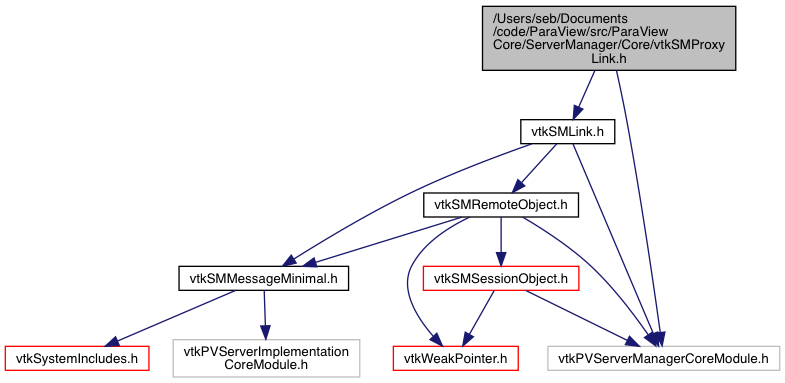 /Users/seb/Documents
/code/ParaView/src/ParaView
Core/ServerManager/Core/vtkSMProxy
Link.h
vtkSMLink.h
vtkSMRemoteObject.h
vtkSMMessageMinimal.h
vtkSMSessionObject.h
vtkSystemIncludes.h
vtkPVServerImplementation
CoreModule.h
vtkWeakPointer.h
vtkPVServerManagerCoreModule.h